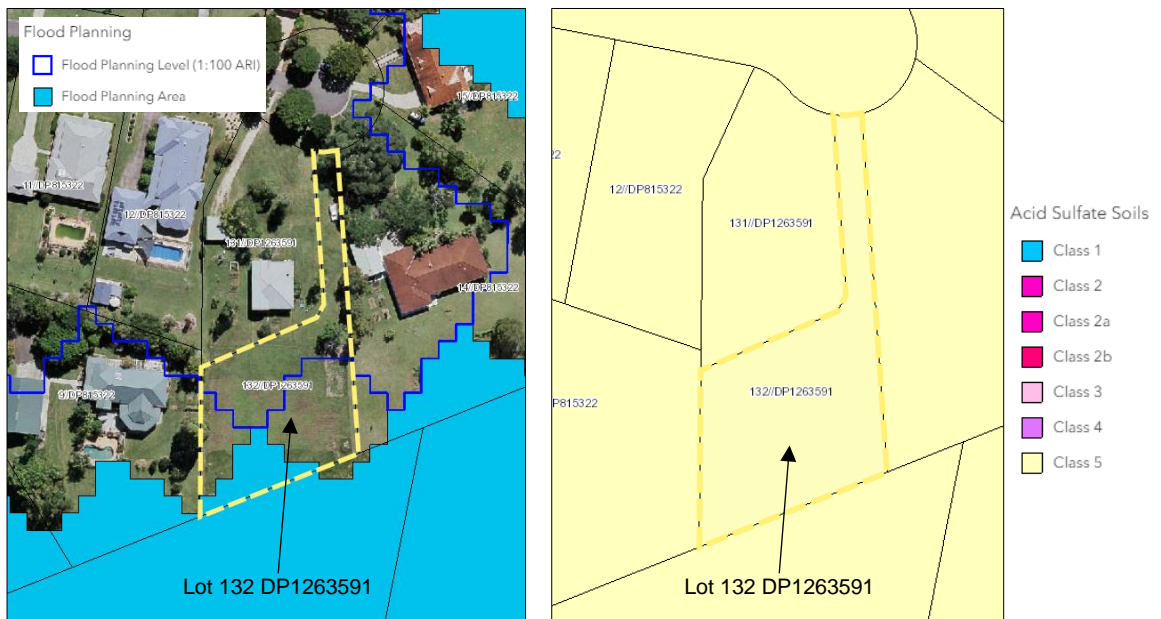 Flood Planning
Flood Planning Level (1:100 ARI)
Flood Planning Area
15//DP815322
11//DP815322
12//DP815322
131//DP1263591
14//DP815322
132//DP1263591
9//DP815322
Lot 132 DP1263591
22
12//DP815322
131//DP1263591
132//DP1263591
P815322
Lot 132 DP1263591
Acid Sulfate Soils
Class 1
Class 2
Class 2a
Class 2b
Class 3
Class 4
Class 5